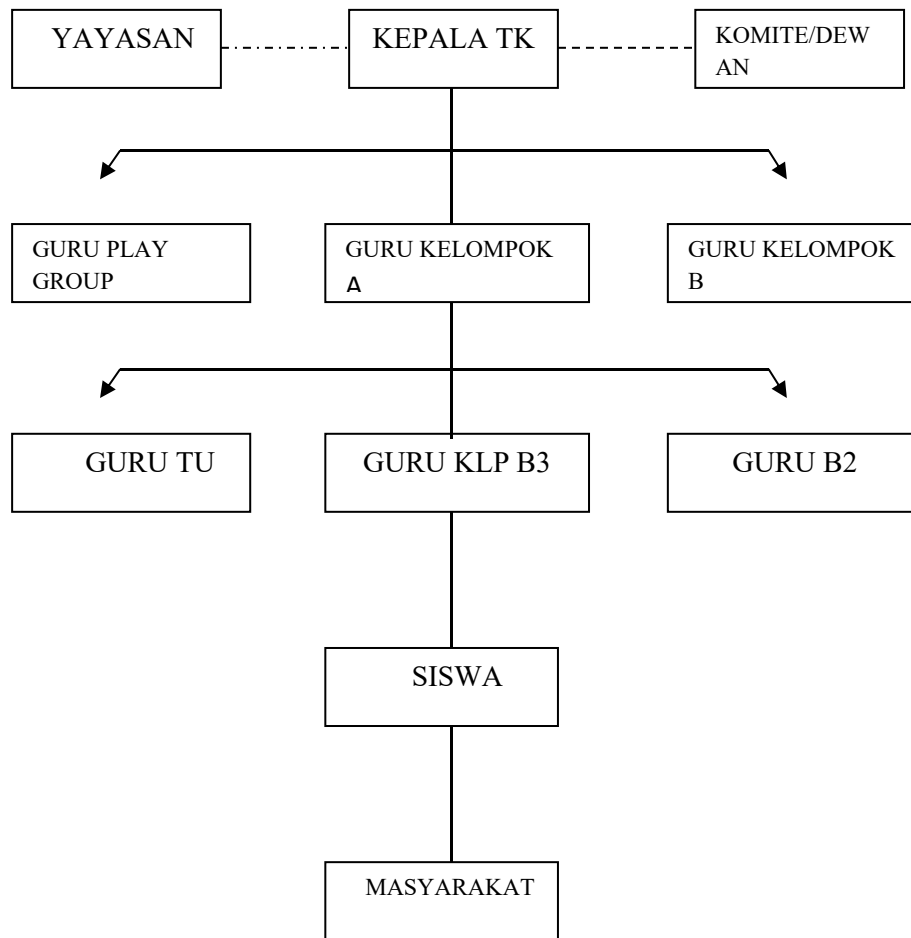 YAYASAN
KEPALA TK
KOMITE/DEW
AN
GURU PLAY
GROUP
GURU KELOMPOK
A
GURU KELOMPOK
B
GURU TU
GURU KLP B3
GURU B2
SISWA
MASYARAKAT